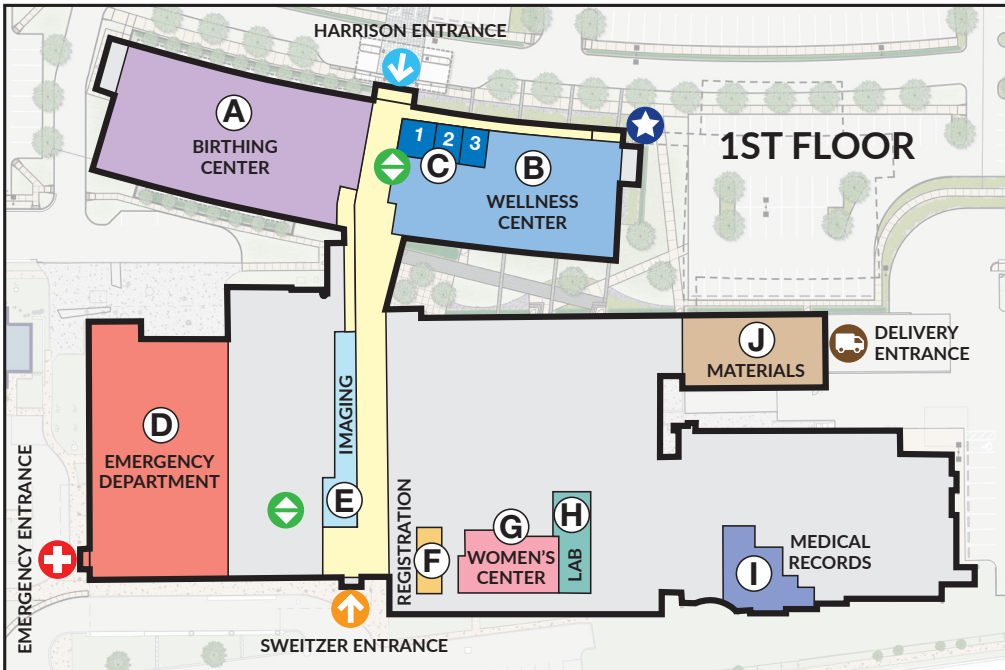 HARRISON ENTRANCE
A
BIRTHING
CENTER
1 2 3
C
B
WELLNESS
CENTER
1ST FLOOR
J
MATERIALS
DELIVERY
ENTRANCE
D
EMERGENCY
DEPARTMENT
IMAGING
E
EMERGENCY ENTRANCE
REGISTRATION
F
G
WOMEN'S
CENTER
H
LAB
I
MEDICAL
RECORDS
SWEITZER ENTRANCE